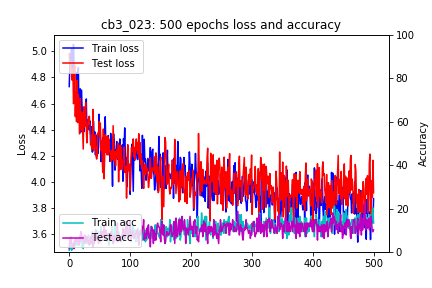 cb3_023: 500 epochs loss and accuracy
Train loss
Test loss
Train acc
Test acc
Loss
5.0
4.8
4.6
4.4
4.2
4.0
3.8
3.6
Accuracy
100
80
60
40
20
0
0
100
200
300
400
500